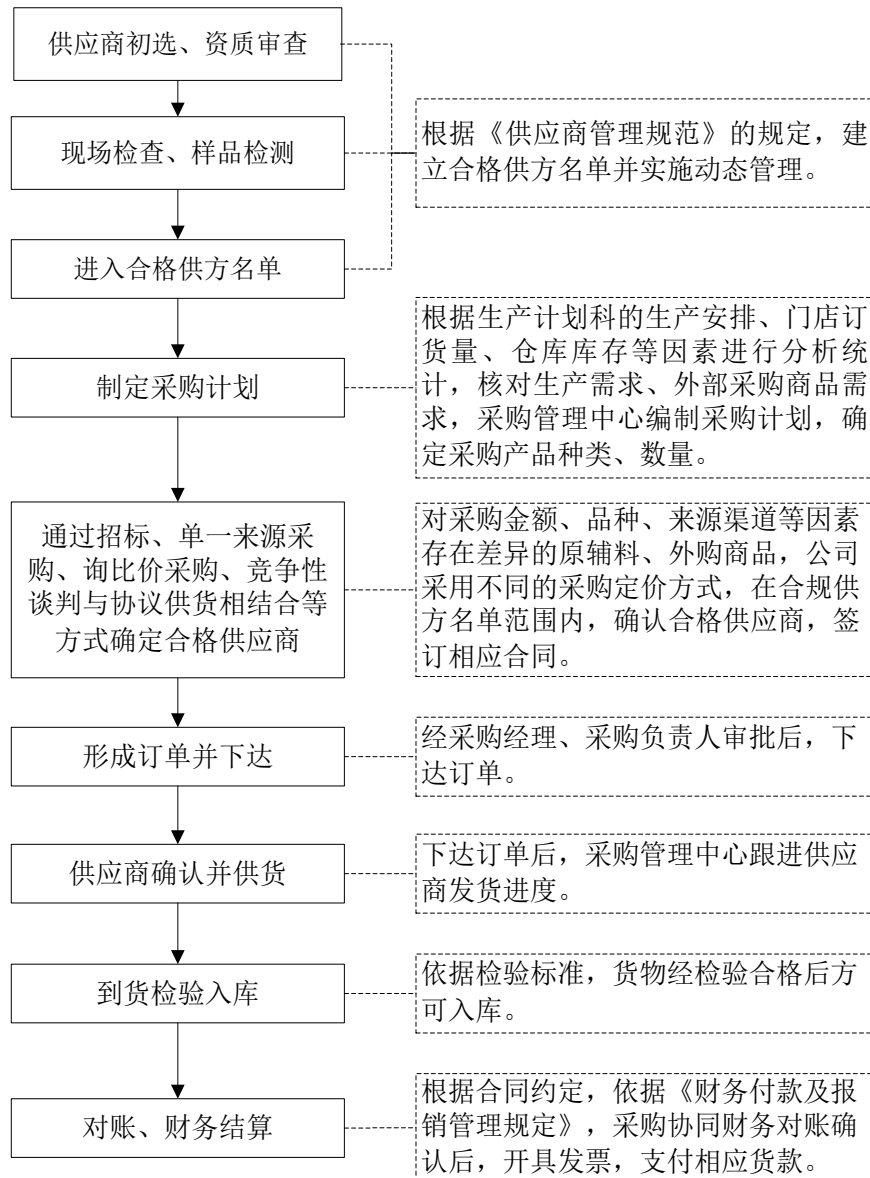 供应商初选、资质审查
现场检查、样品检测
根据《供应商管理规范》的规定，建
立合格供方名单并实施动态管理。
进入合格供方名单
制定采购计划
根据生产计划科的生产安排、门店订
货量、仓库库存等因素进行分析统
计，核对生产需求、外部采购商品需
求，采购管理中心编制采购计划，确
定采购产品种类、数量。
通过招标、单一来源采
购、询比价采购、竞争性
谈判与协议供货相结合等
方式确定合格供应商
对采购金额、品种、来源渠道等因素
存在差异的原辅料、外购商品，公司
采用不同的采购定价方式，在合规供
方名单范围内，确认合格供应商，签
订相应合同。
形成订单并下达
经采购经理、采购负责人审批后，下
达订单。
供应商确认并供货
下达订单后，采购管理中心跟进供应
商发货进度。
到货检验入库
依据检验标准，货物经检验合格后方
可入库。
对账、财务结算
根据合同约定，依据《财务付款及报
销管理规定》，采购协同财务对账确
认后，开具发票，支付相应货款。